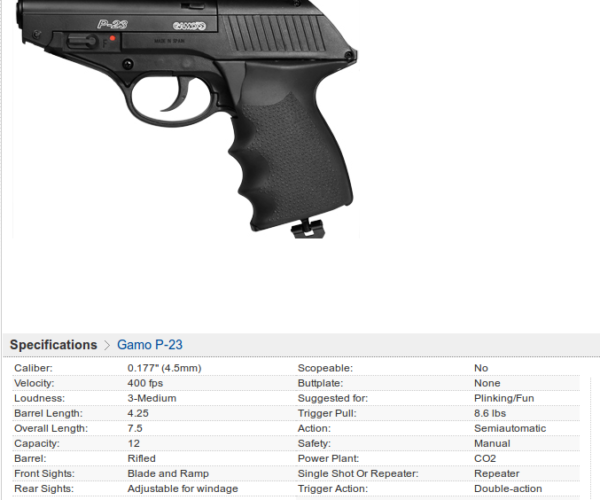 P-23 GAMO
F
MADE IN SPAIN
Specifications > Gamo P-23
Caliber: 0.177" (4.5mm) Scopeable: No
Velocity: 400 fps Buttplate: None
Loudness: 3-Medium Suggested for: Plinking/Fun
Barrel Length: 4.25 Trigger Pull: 8.6 lbs
Overall Length: 7.5 Action: Semiautomatic
Capacity: 12 Safety: Manual
Barrel: Rifled Power Plant: CO2
Front Sights: Blade and Ramp Single Shot Or Repeater: Repeater
Rear Sights: Adjustable for windage Trigger Action: Double-action